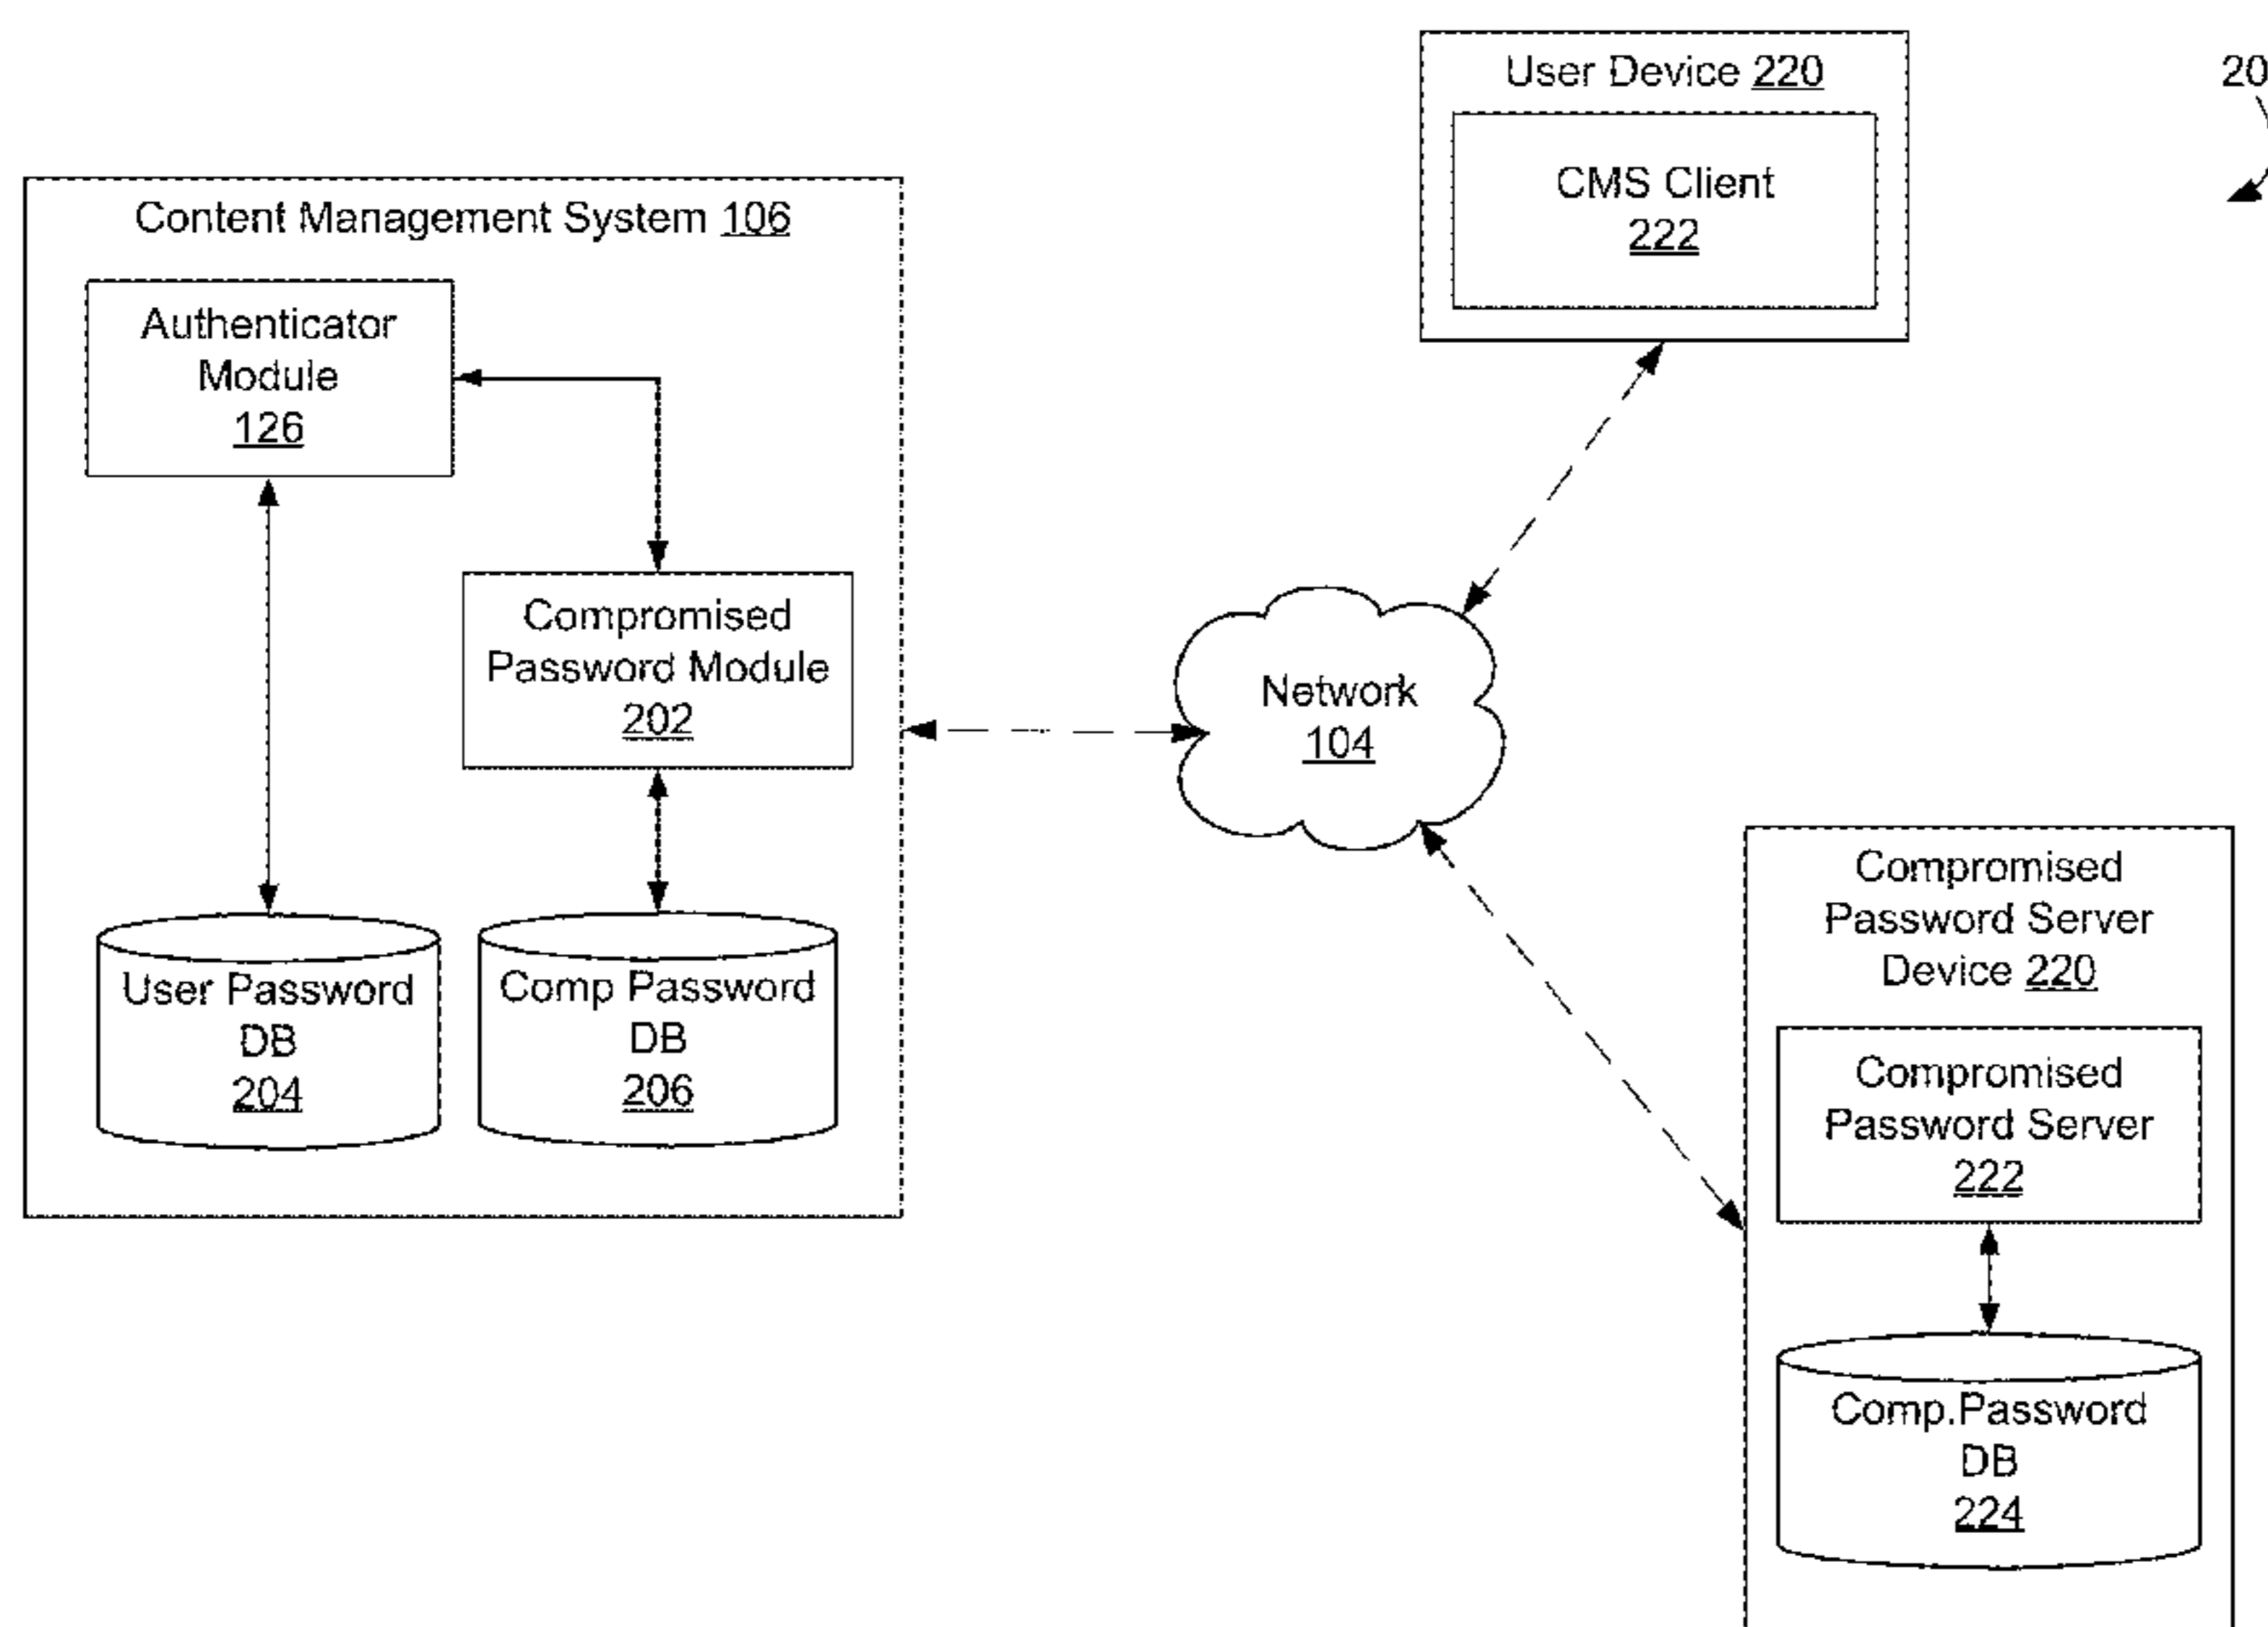 User Device 220
CMS Client
222
20
Content Management System 106
Authenticator
Module
126
Compromised
Password Module
202
Network
104
User Password
DB
204
Comp Password
DB
206
Compromised
Password Server
Device 220
Compromised
Password Server
222
Comp.Password
DB
224